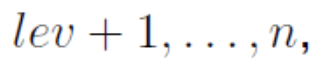 lev + 1, . . . , n,